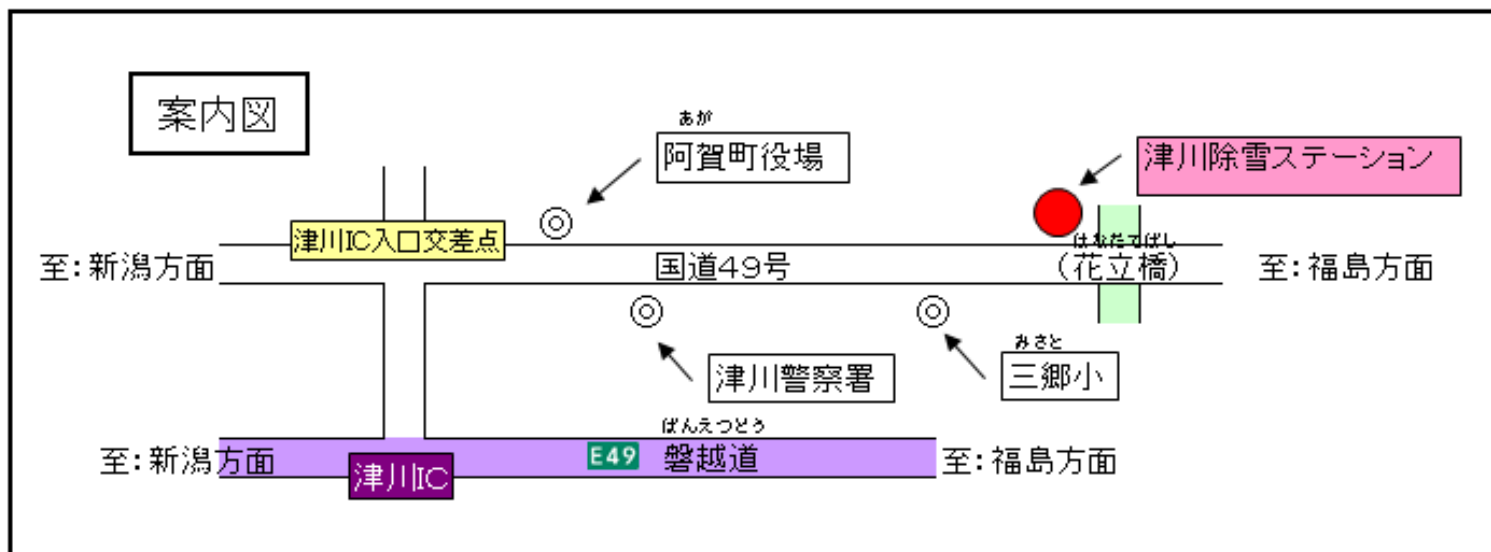 案内図
あが
阿賀町役場
津川除雪ステーション
津川IC入口交差点
はなたてばし
至:新潟方面
国道49号
(花立橋)
至:福島方面
みさと
津川警察署
三郷小
ばんえつどう
至:新潟方面
E49
磐越道
至:福島方面
津川IC